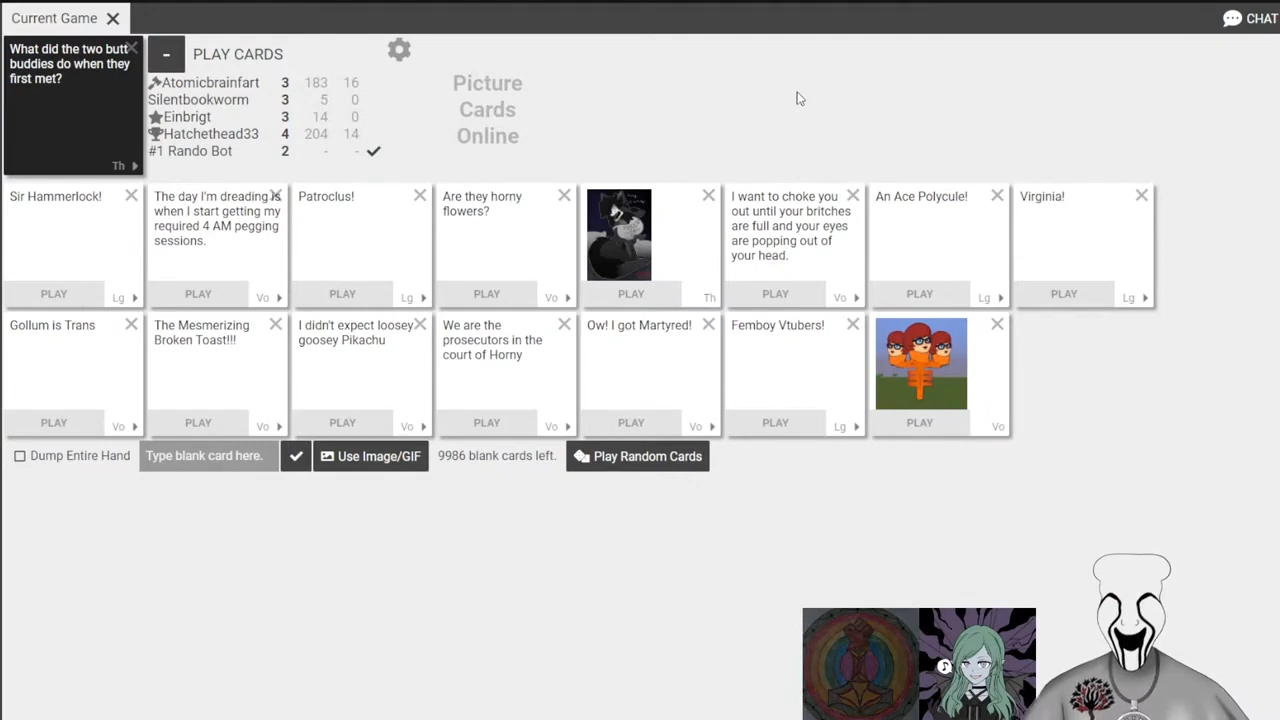 Current Game
CHAT
What did the two butt
buddies do when they
first met?
Th
-
PLAY CARDS
Atomicbrainfart 3 183 16
Silentbookworm 3 5 0
Einbrigt 3 14 0
Hatchethead33 4 204 14
#1 Rando Bot 2 - -
Picture
Cards
Online
Sir Hammerlock!
PLAY
Lg
The day I'm dreading is
when I start getting my
required 4 AM pegging
sessions.
PLAY
Vo
Patroclus!
PLAY
Lg
Are they horny
flowers?
PLAY
Vo
PLAY
Th
I want to choke you
out until your britches
are full and your eyes
are popping out of
your head.
PLAY
Vo
An Ace Polycule!
PLAY
Lg
Virginia!
PLAY
Lg
Gollum is Trans
PLAY
Vo
The Mesmerizing
Broken Toast!!!
PLAY
Vo
I didn't expect loosey
goosey Pikachu
PLAY
Vo
We are the
prosecutors in the
court of Horny
PLAY
Vo
Ow! I got Martyred!
PLAY
Vo
Femboy Vtubers!
PLAY
Lg
PLAY
Vo
Dump Entire Hand
Type blank card here.
Use Image/GIF
9986 blank cards left.
Play Random Cards